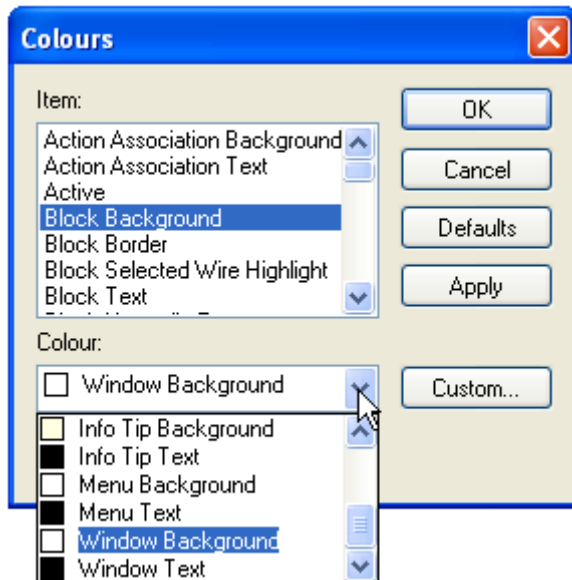 Colours
Item:
Action Association Background
Action Association Text
Active
Block Background
Block Border
Block Selected Wire Highlight
Block Text
OK
Cancel
Defaults
Apply
Colour:
Window Background
Custom...
Info Tip Background
Info Tip Text
Menu Background
Menu Text
Window Background
Window Text